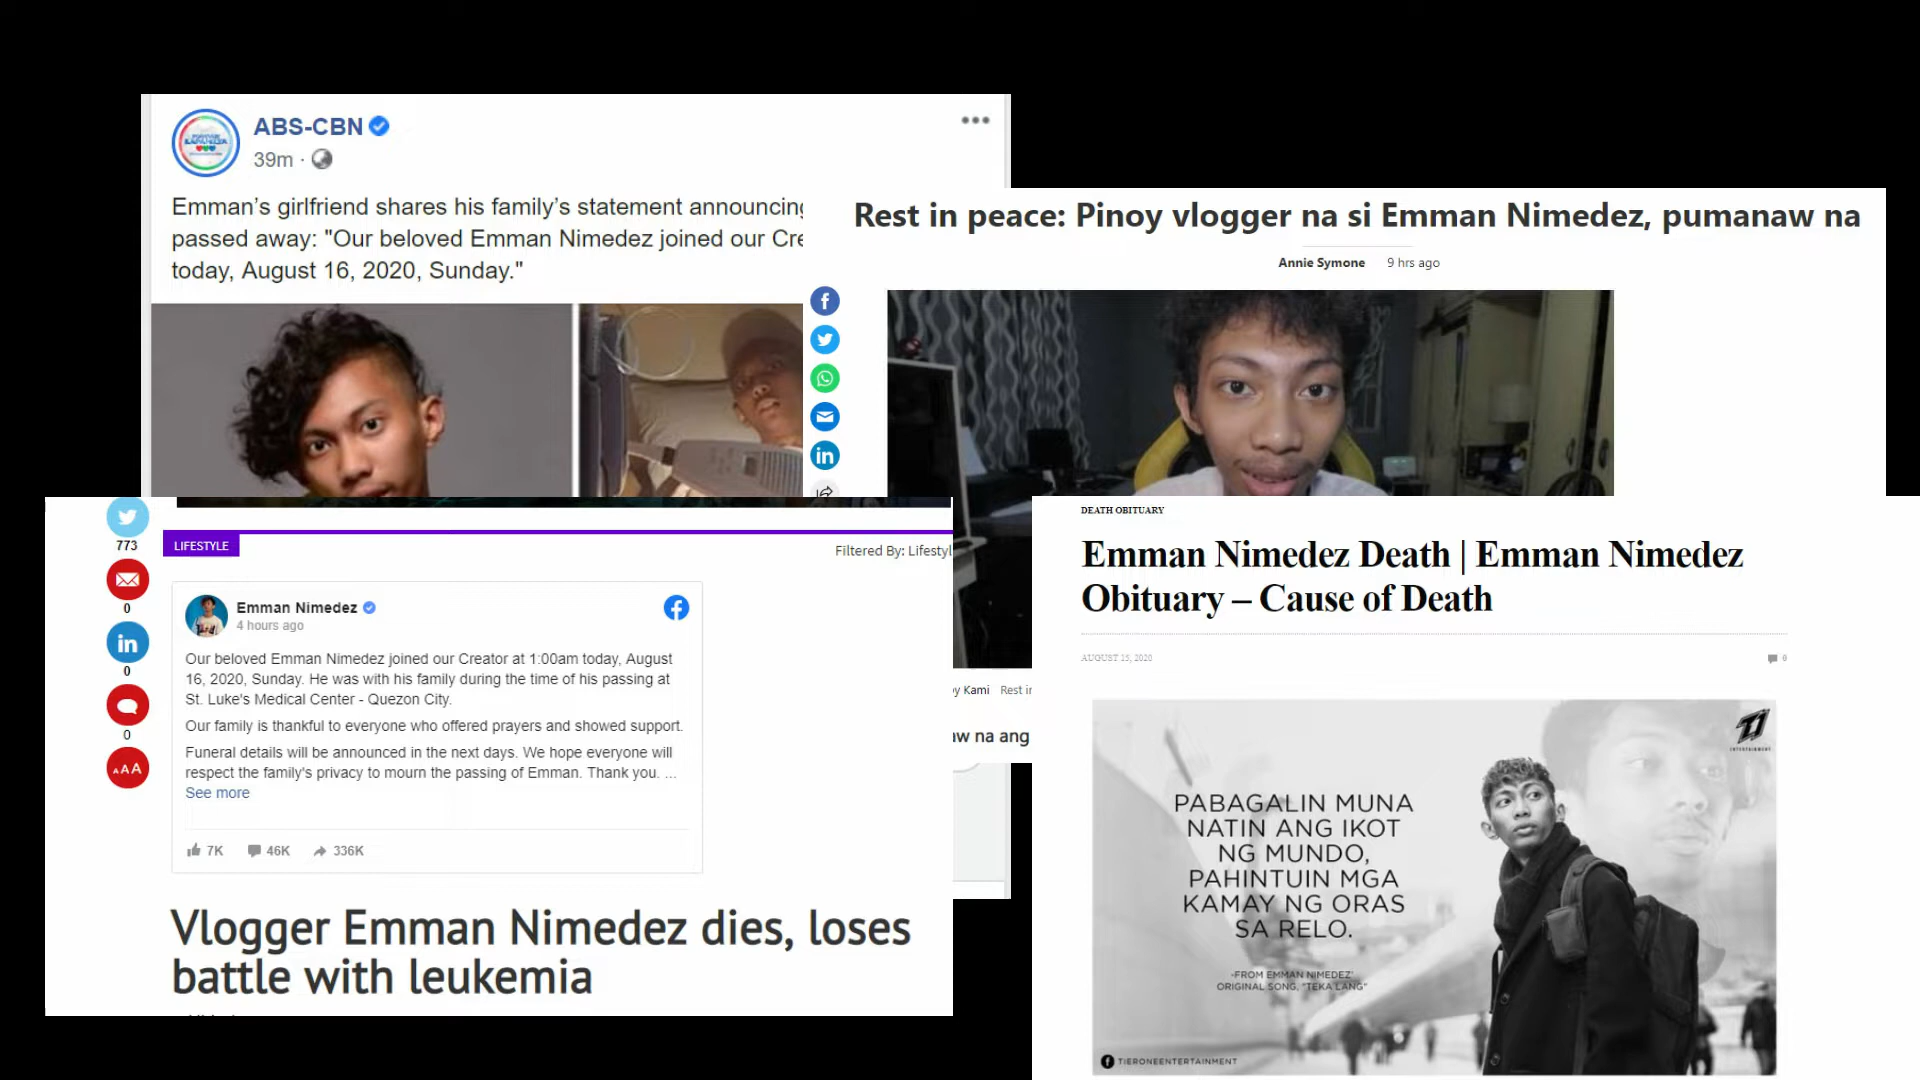 ABS-CBN
39m ·
Emman's girlfriend shares his family's statement announcing
passed away: "Our beloved Emman Nimedez joined our Cre
today, August 16, 2020, Sunday."
Rest in peace: Pinoy vlogger na si Emman Nimedez, pumanaw na
Annie Symone 9 hrs ago
773
0
0
0
AAA
LIFESTYLE
Filtered By: Lifestyl
Emman Nimedez
4 hours ago
Our beloved Emman Nimedez joined our Creator at 1:00am today, August
16, 2020, Sunday. He was with his family during the time of his passing at
St. Luke's Medical Center - Quezon City.
Our family is thankful to everyone who offered prayers and showed support.
Funeral details will be announced in the next days. We hope everyone will
respect the family's privacy to mourn the passing of Emman. Thank you. ...
See more
7K 46K 336K
Vlogger Emman Nimedez dies, loses
battle with leukemia
y Kami Rest in
aw na ang
DEATH OBITUARY
Emman Nimedez Death | Emman Nimedez
Obituary – Cause of Death
AUGUST 15, 2020
0
PABAGALIN MUNA
NATIN ANG IKOT
NG MUNDO,
PAHINTUIN MGA
KAMAY NG ORAS
SA RELO.
-FROM EMMAN NIMEDEZ'
ORIGINAL SONG, "TEKA LANG"
TIERONEENTERTAINMENT